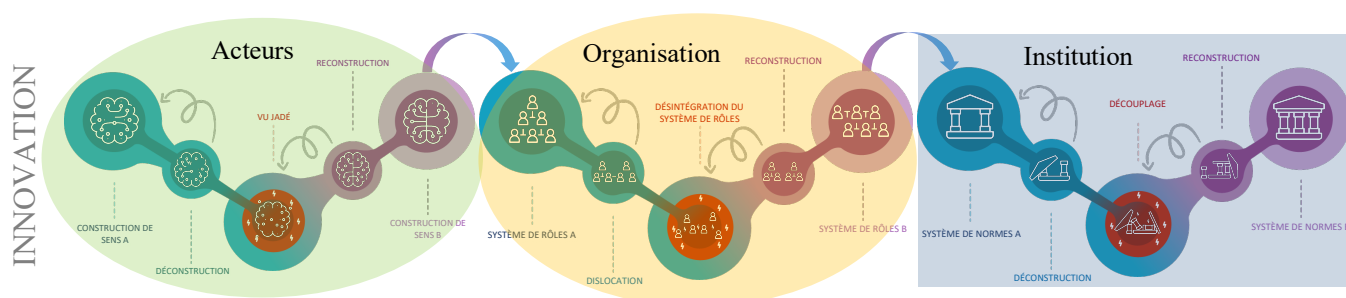 INNOVATION
Acteurs
RECONSTRUCTION
VU JADÉ
CONSTRUCTION DE
SENS A
DÉCONSTRUCTION
CONSTRUCTION DE
SENS B
Organisation
RECONSTRUCTION
DÉSINTÉGRATION DU
SYSTÈME DE RÔLES
SYSTÈME DE RÔLES A
DISLOCATION
SYSTÈME DE RÔLES B
Institution
RECONSTRUCTION
DÉCOUPLAGE
SYSTÈME DE NORMES A
DÉCONSTRUCTION
SYSTÈME DE NORMES